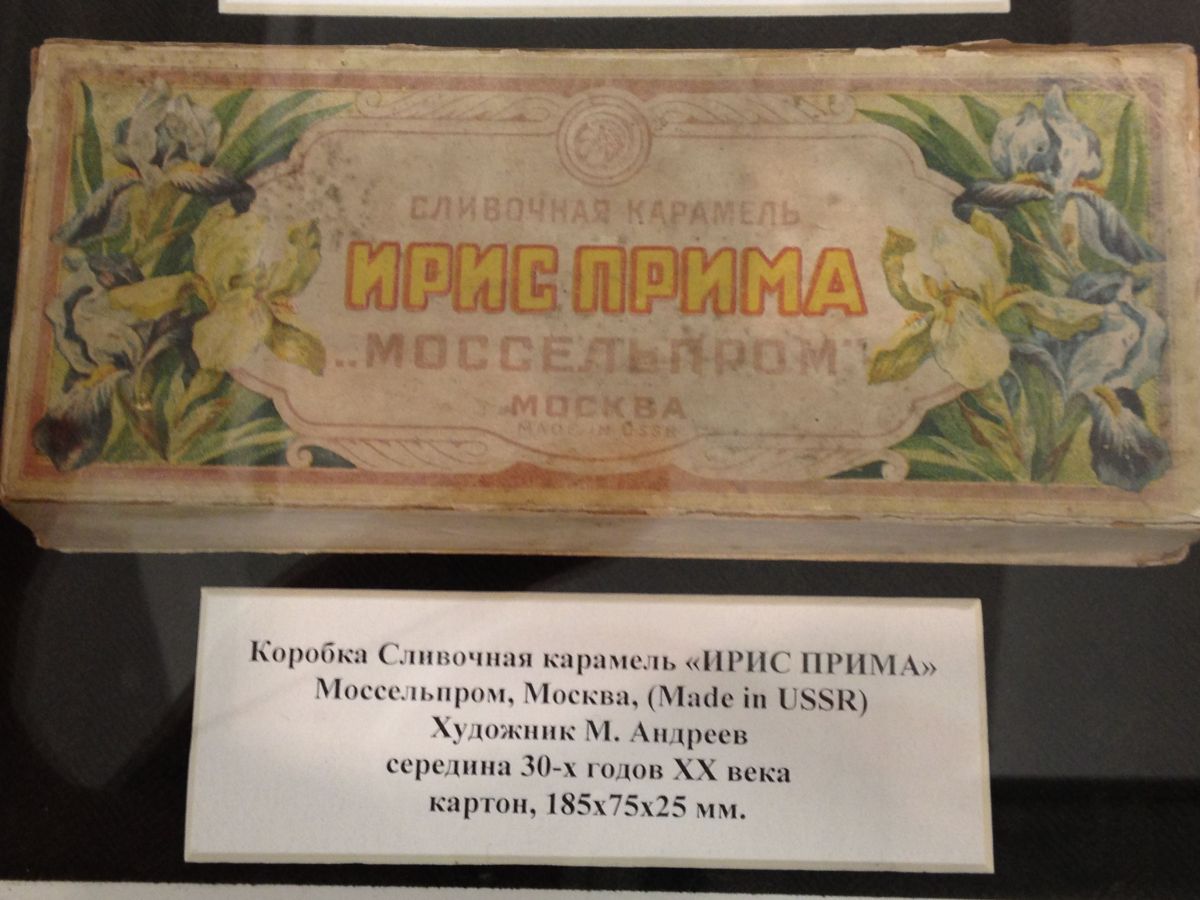 СЛИВОЧНАЯ КАРАМЕЛЬ
ИРИС ПРИМА
„МОССЕЛЬПРОМ"
МОСКВА
MADE IN USSR
Коробка Сливочная карамель «ИРИС ПРИМА»
Моссельпром, Москва, (Made in USSR)
Художник М. Андреев
середина 30-х годов XX века
картон, 185х75х25 мм.